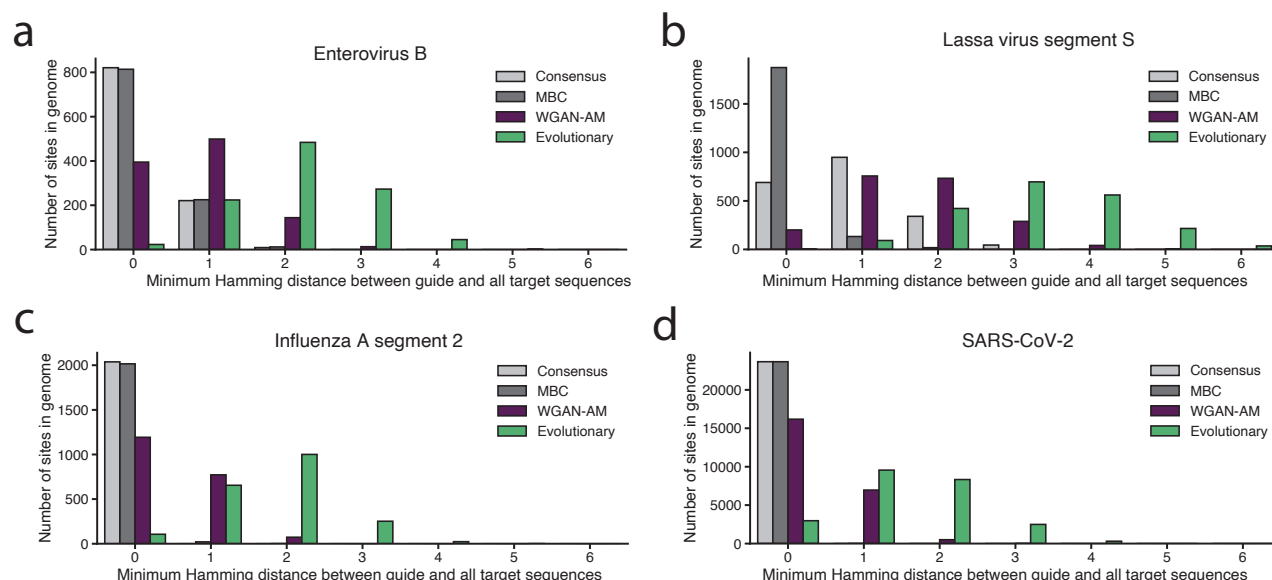 a
Enterovirus B
Number of sites in genome
800
600
400
200
0
Consensus
MBC
WGAN-AM
Evolutionary
0 1 2 3 4 5 6
Minimum Hamming distance between guide and all target sequences
b
Lassa virus segment S
Number of sites in genome
1500
1000
500
0
Consensus
MBC
WGAN-AM
Evolutionary
0 1 2 3 4 5 6
Minimum Hamming distance between guide and all target sequences
c
Influenza A segment 2
Number of sites in genome
2000
1500
1000
500
0
Consensus
MBC
WGAN-AM
Evolutionary
0 1 2 3 4 5 6
Minimum Hamming distance between guide and all target sequences
d
SARS-CoV-2
Number of sites in genome
20000
15000
10000
5000
0
Consensus
MBC
WGAN-AM
Evolutionary
0 1 2 3 4 5 6
Minimum Hamming distance between guide and all target sequences